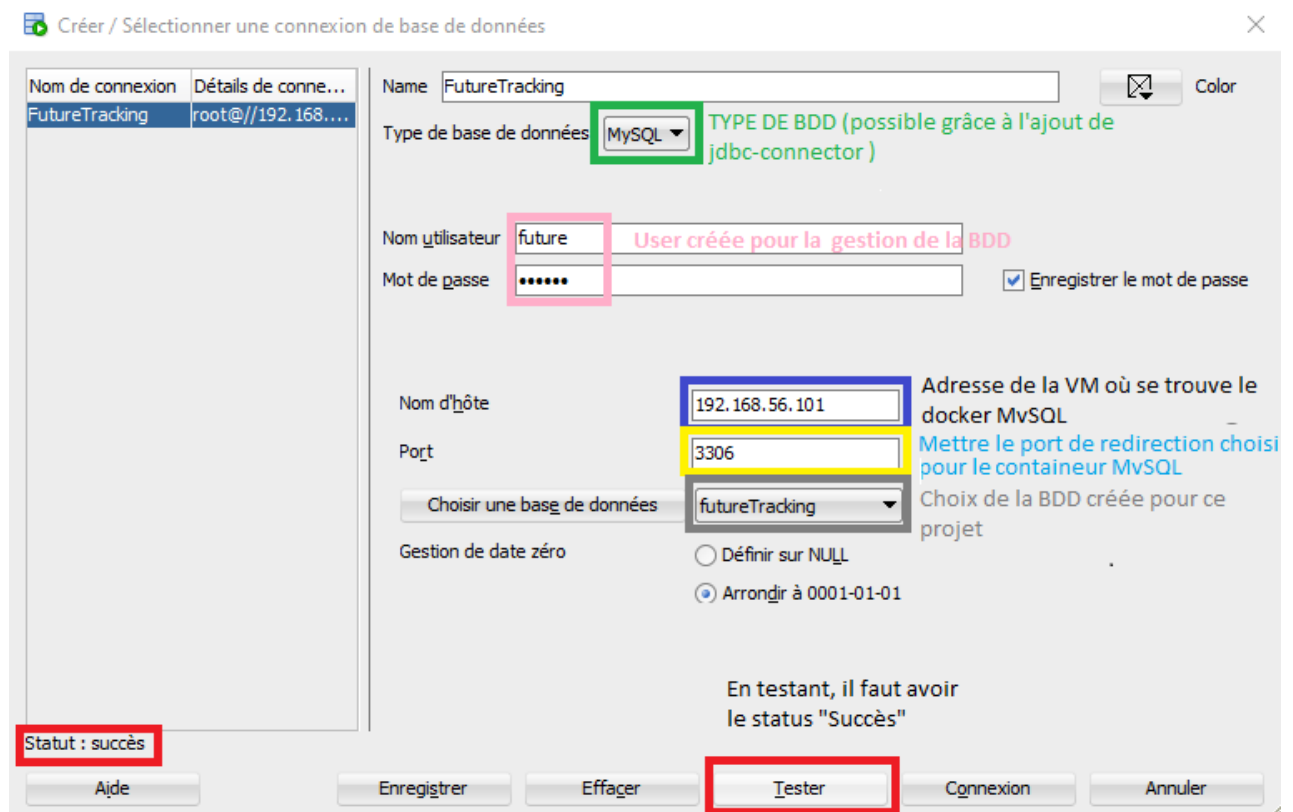 Créer / Sélectionner une connexion de base de données
Nom de connexion Détails de conne...
FutureTracking root@//192.168....
Name FutureTracking Color
Type de base de données MySQL
TYPE DE BDD (possible grâce à l'ajout de
jdbc-connector )
Nom utilisateur future User créée pour la gestion de la BDD
Mot de passe •••••• Enregistrer le mot de passe
Nom d'hôte 192.168.56.101
Adresse de la VM où se trouve le
docker MySQL
Port 3306
Mettre le port de redirection choisi
pour le containeur MySQL
Choisir une base de données futureTracking
Choix de la BDD créée pour ce
projet
Gestion de date zéro Définir sur NULL
Arrondir à 0001-01-01
En testant, il faut avoir
le status "Succès"
Statut : succès
Aide Enregistrer Effacer Tester Connexion Annuler